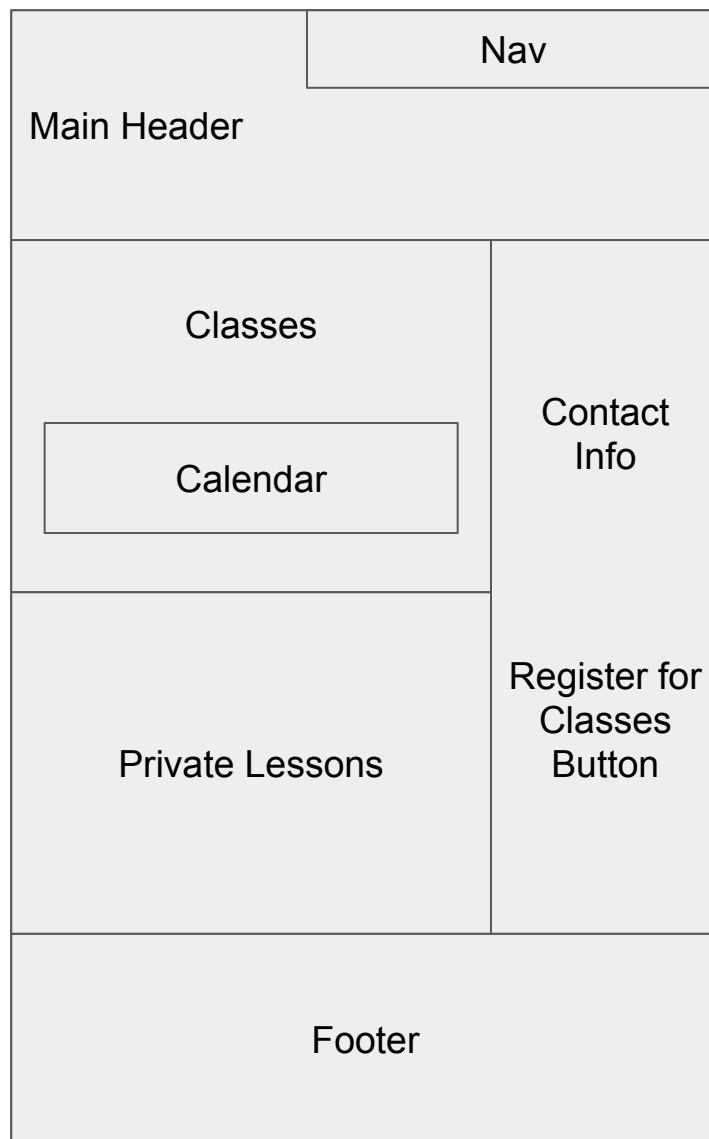 Nav
Main Header
Classes
Calendar
Contact
Info
Private Lessons
Register for
Classes
Button
Footer